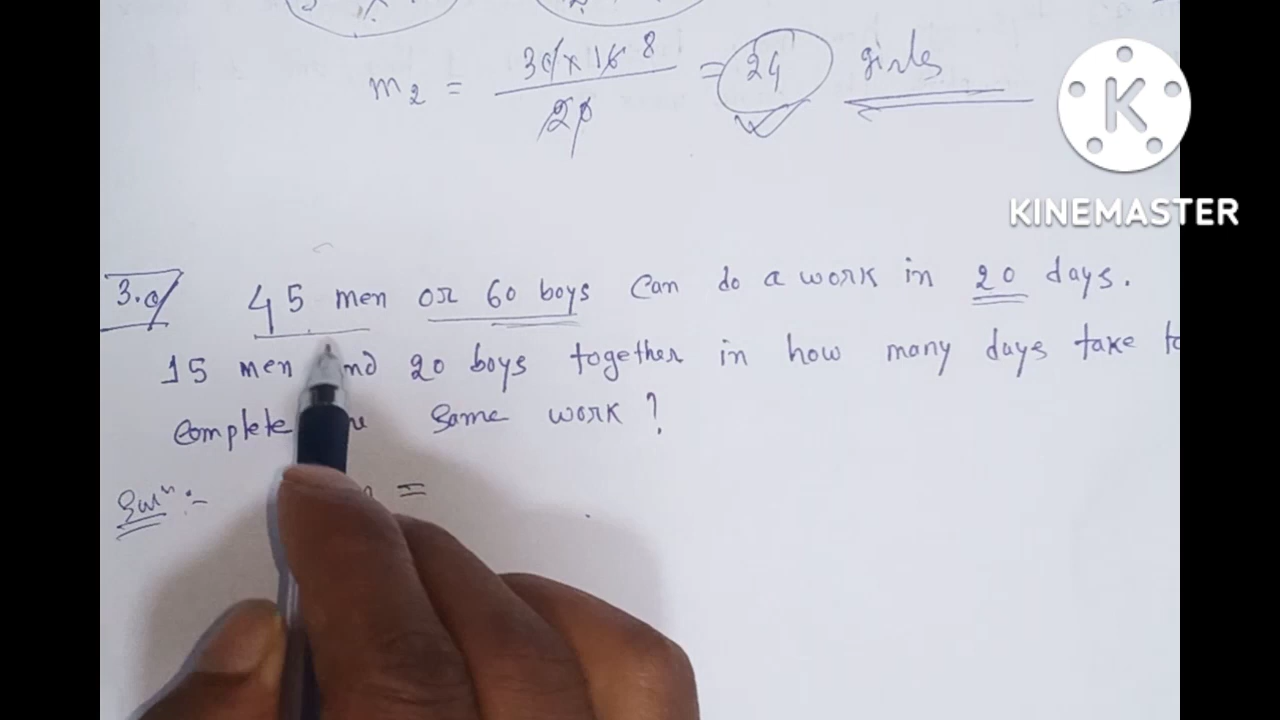 m2 = 30 x 16 8 / 20 = 24 girls
K
KINEMASTER
3.Q 45 men or 60 boys can do a work in 20 days.
15 men 20 boys together in how many days take to
complete same work ?
Solⁿ :- =